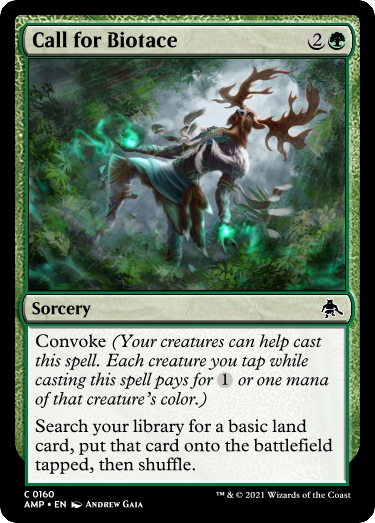 Call for Biotace 2
Sorcery
Convoke (Your creatures can help cast
this spell. Each creature you tap while
casting this spell pays for 1 or one mana
of that creature's color.)
Search your library for a basic land
card, put that card onto the battlefield
tapped, then shuffle.
C 0160
AMP • EN Andrew Gaia
™ & © 2021 Wizards of the Coast